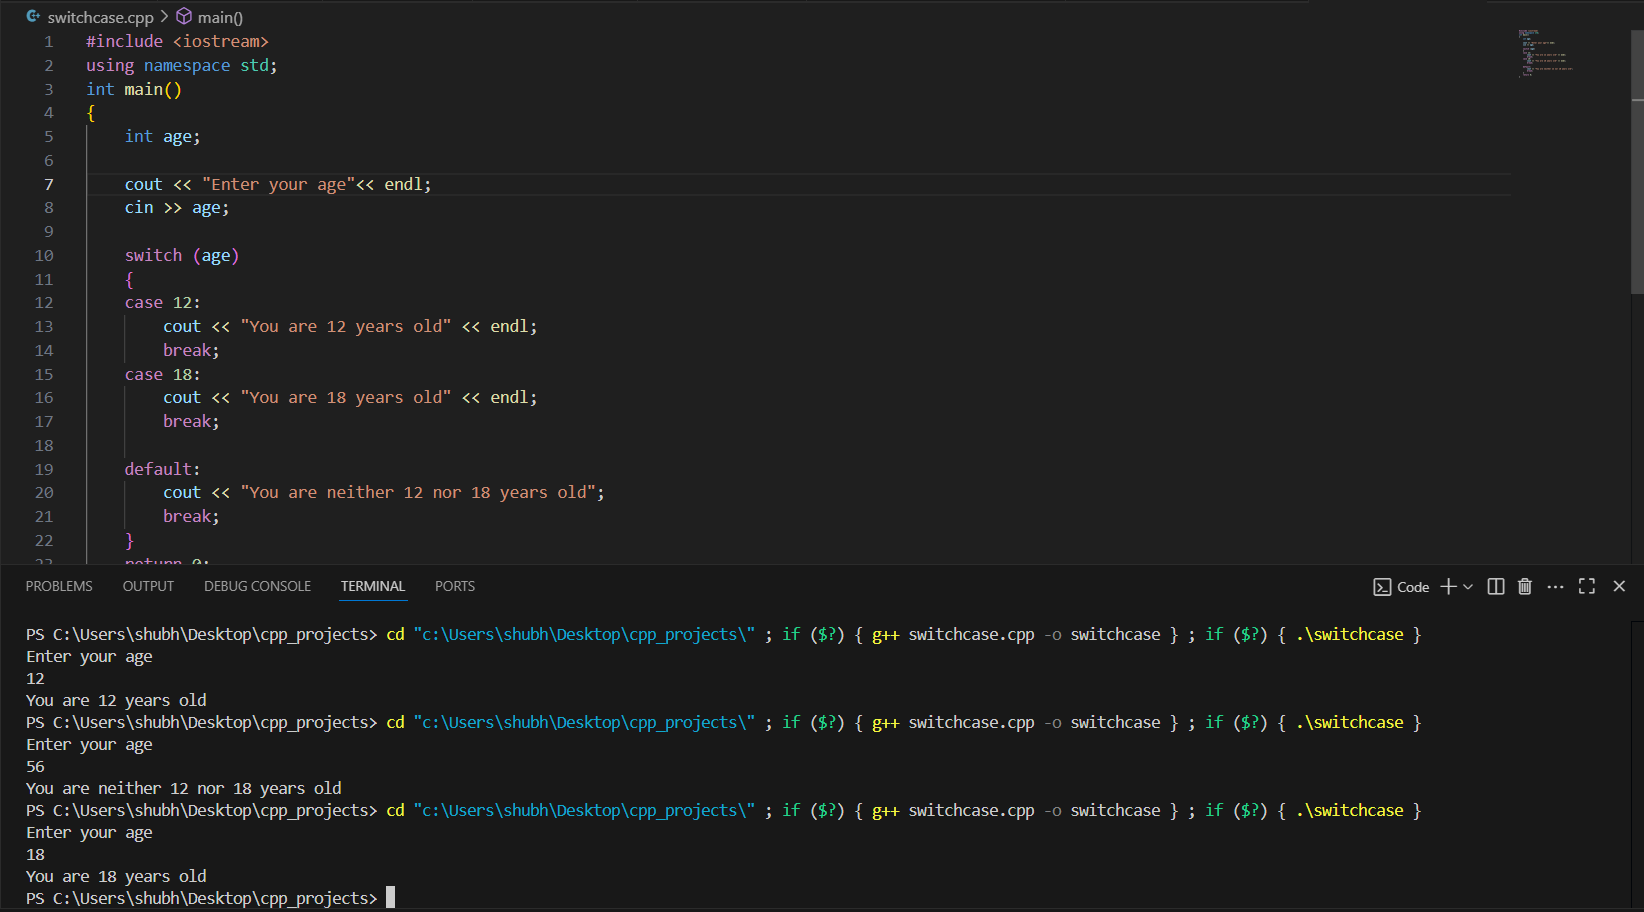 switchcase.cpp > main()
1 #include <iostream>
2 using namespace std;
3 int main()
4 {
5 int age;
6
7 cout << "Enter your age"<< endl;
8 cin >> age;
9
10 switch (age)
11 {
12 case 12:
13 cout << "You are 12 years old" << endl;
14 break;
15 case 18:
16 cout << "You are 18 years old" << endl;
17 break;
18
19 default:
20 cout << "You are neither 12 nor 18 years old";
21 break;
22 }
23 return 0;
PROBLEMS OUTPUT DEBUG CONSOLE TERMINAL PORTS Code
PS C:\Users\shubh\Desktop\cpp_projects> cd "c:\Users\shubh\Desktop\cpp_projects\" ; if ($?) { g++ switchcase.cpp -o switchcase } ; if ($?) { .\switchcase }
Enter your age
12
You are 12 years old
PS C:\Users\shubh\Desktop\cpp_projects> cd "c:\Users\shubh\Desktop\cpp_projects\" ; if ($?) { g++ switchcase.cpp -o switchcase } ; if ($?) { .\switchcase }
Enter your age
56
You are neither 12 nor 18 years old
PS C:\Users\shubh\Desktop\cpp_projects> cd "c:\Users\shubh\Desktop\cpp_projects\" ; if ($?) { g++ switchcase.cpp -o switchcase } ; if ($?) { .\switchcase }
Enter your age
18
You are 18 years old
PS C:\Users\shubh\Desktop\cpp_projects>